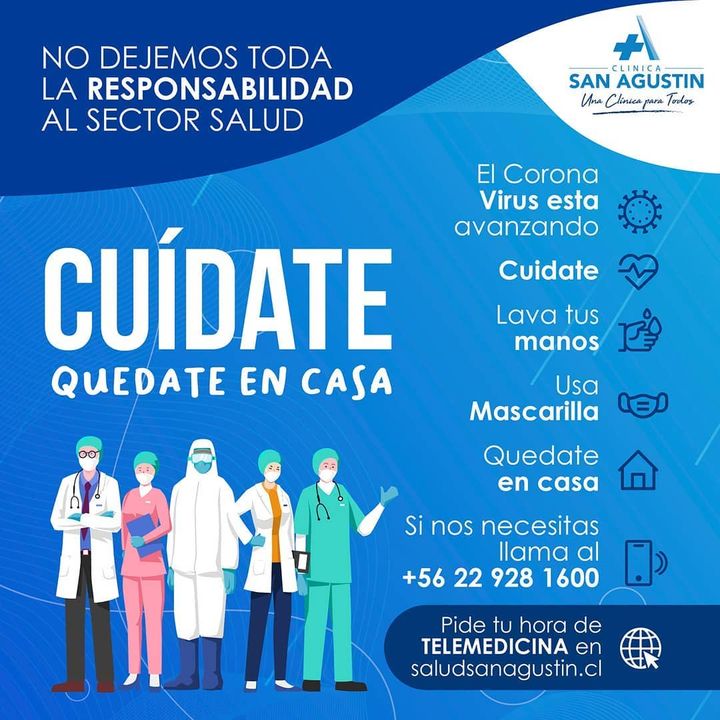 NO DEJEMOS TODA
LA RESPONSABILIDAD
AL SECTOR SALUD
CLINICA
SAN AGUSTIN
Una Clínica para Todos
CUÍDATE
QUEDATE EN CASA
El Corona
Virus esta
avanzando
Cuidate
Lava tus
manos
Usa
Mascarilla
Quedate
en casa
Si nos necesitas
llama al
+56 22 928 1600
Pide tu hora de
TELEMEDICINA en
saludsanagustin.cl